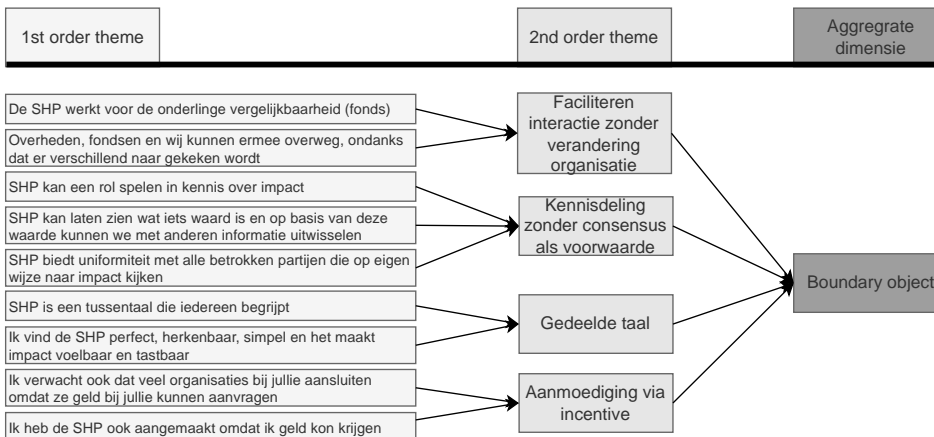 1st order theme
2nd order theme
Aggregrate
dimensie
De SHP werkt voor de onderlinge vergelijkbaarheid (fonds)
Overheden, fondsen en wij kunnen ermee overweg, ondanks
dat er verschillend naar gekeken wordt
SHP kan een rol spelen in kennis over impact
SHP kan laten zien wat iets waard is en op basis van deze
waarde kunnen we met anderen informatie uitwisselen
SHP biedt uniformiteit met alle betrokken partijen die op eigen
wijze naar impact kijken
SHP is een tussentaal die iedereen begrijpt
Ik vind de SHP perfect, herkenbaar, simpel en het maakt
impact voelbaar en tastbaar
Ik verwacht ook dat veel organisaties bij jullie aansluiten
omdat ze geld bij jullie kunnen aanvragen
Ik heb de SHP ook aangemaakt omdat ik geld kon krijgen
Faciliteren
interactie zonder
verandering
organisatie
Kennisdeling
zonder consensus
als voorwaarde
Gedeelde taal
Aanmoediging via
incentive
Boundary object